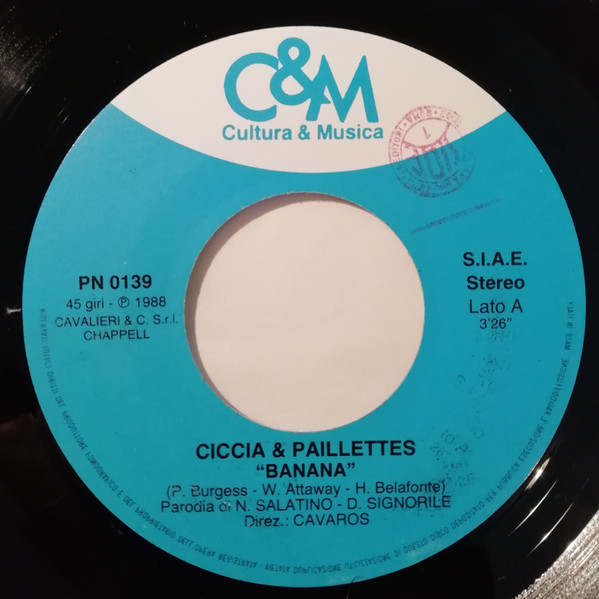 C&M
Cultura & Musica
PN 0139
45 giri - ℗ 1988
CAVALIERI & C. S.r.l.
CHAPPELL
S.I.A.E.
Stereo
Lato A
3'26"
CICCIA & PAILLETTES
"BANANA"
(P. Burgess - W. Attaway - H. Belafonte)
Parodia di N. SALATINO - D. SIGNORILE
Direz.: CAVAROS